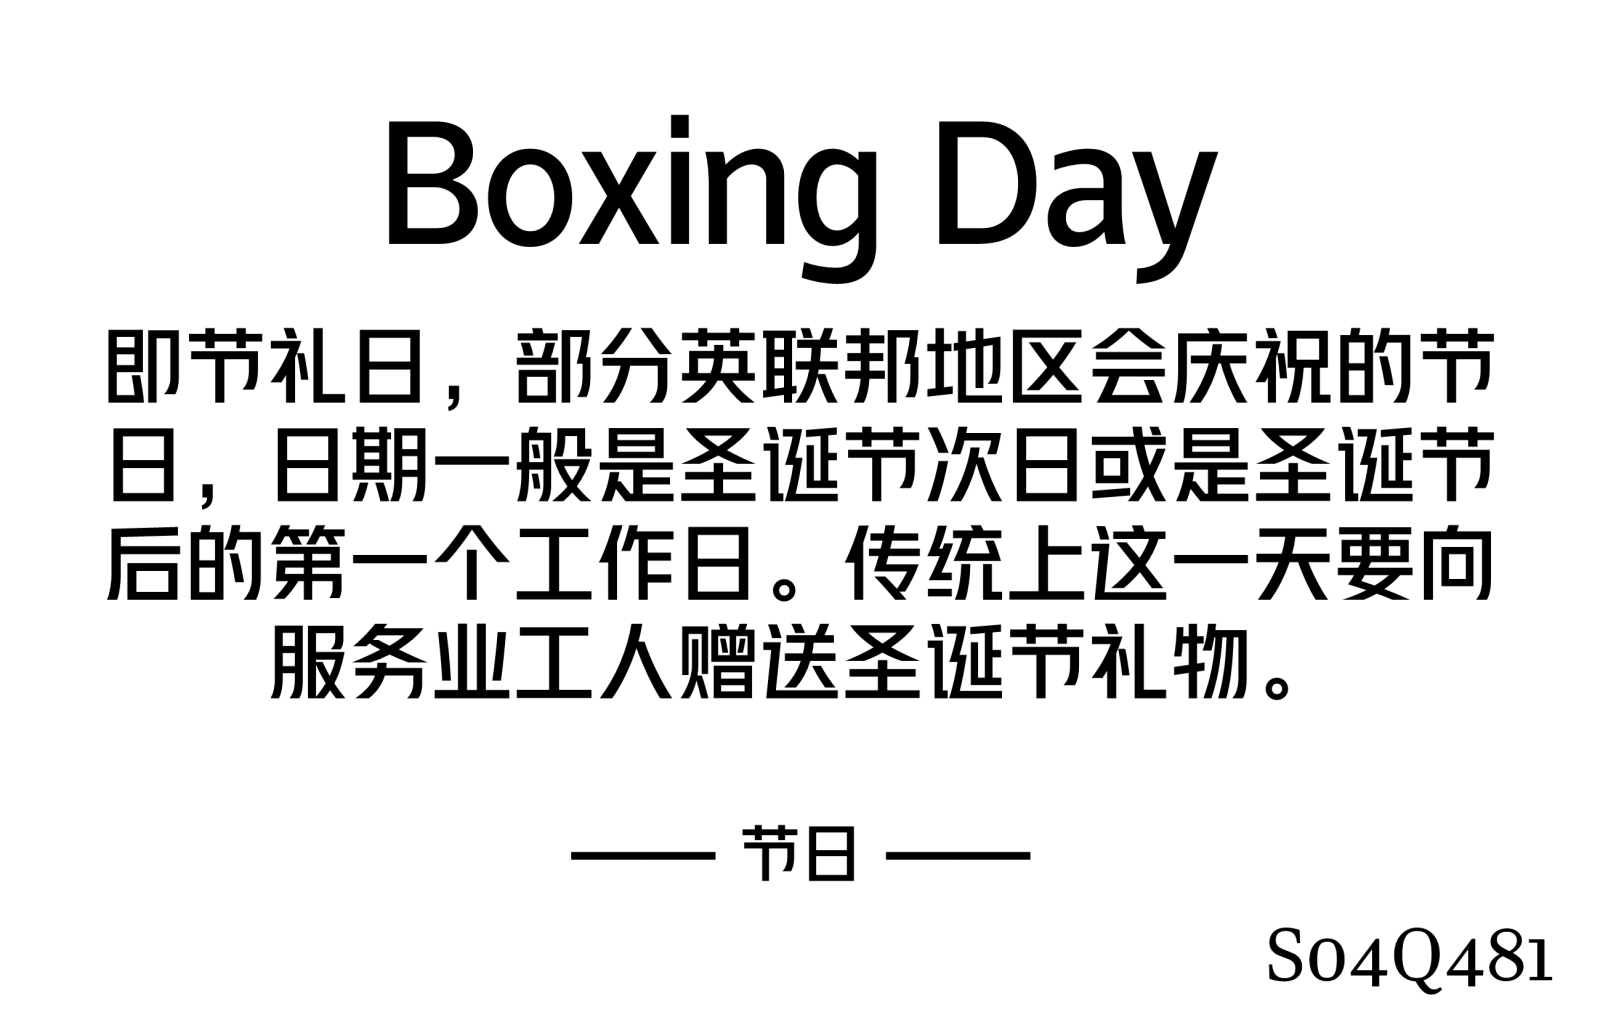 Boxing Day
即节礼日，部分英联邦地区会庆祝的节
日，日期一般是圣诞节次日或是圣诞节
后的第一个工作日。传统上这一天要向
服务业工人赠送圣诞节礼物。
—— 节日 ——
S04Q481